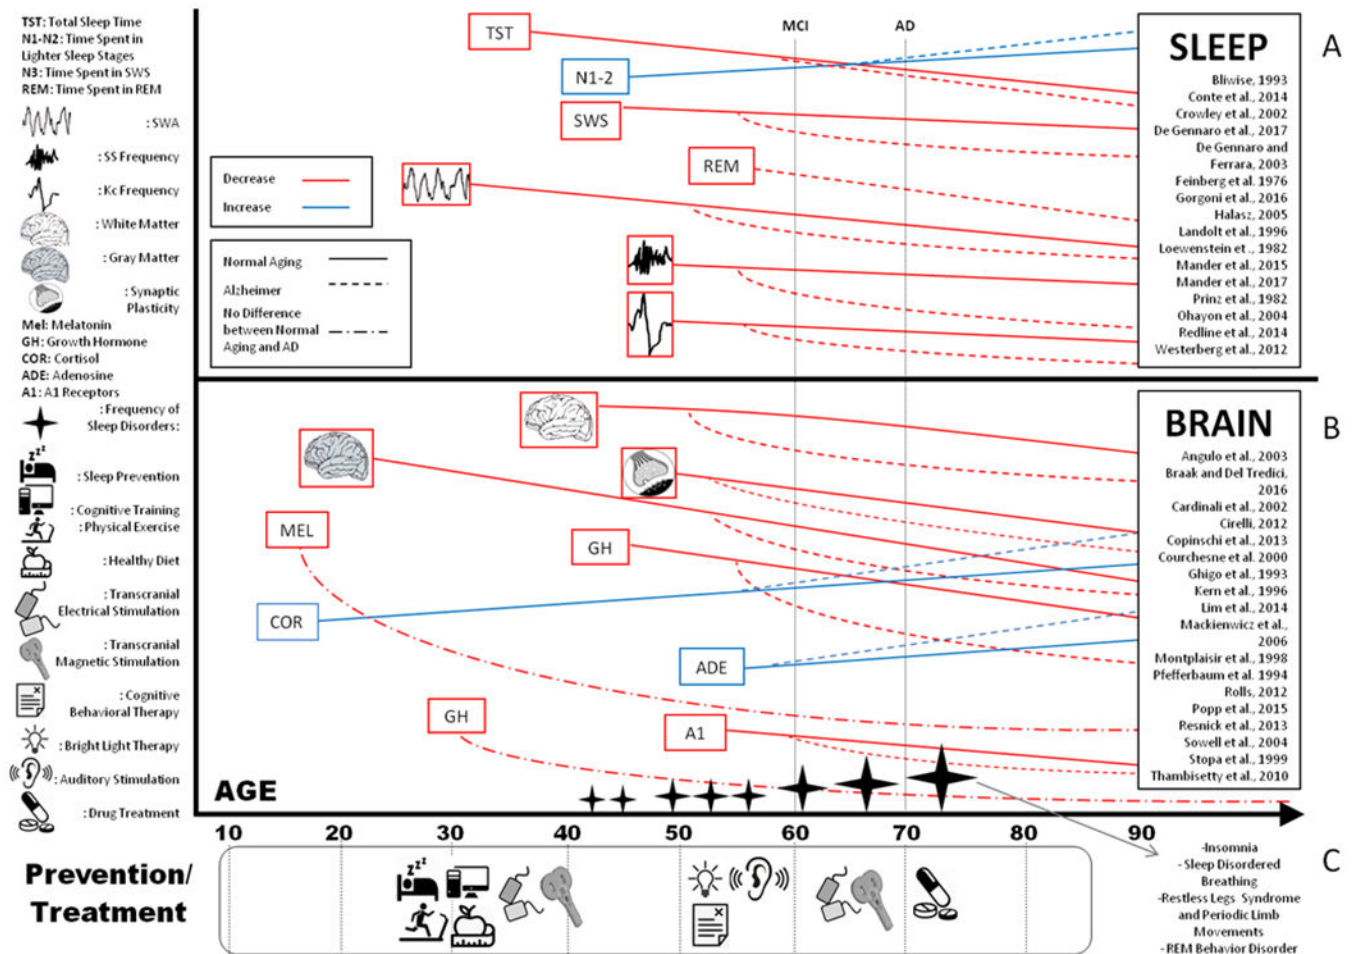 TST: Total Sleep Time
N1-N2: Time Spent in
Lighter Sleep Stages
N3: Time Spent in SWS
REM: Time Spent in REM
: SWA
: SS Frequency
: Kc Frequency
: White Matter
: Gray Matter
: Synaptic
Plasticity
Mel: Melatonin
GH: Growth Hormone
COR: Cortisol
ADE: Adenosine
A1: A1 Receptors
: Frequency of
Sleep Disorders:
: Sleep Prevention
: Cognitive Training
: Physical Exercise
: Healthy Diet
: Transcranial
Electrical Stimulation
: Transcranial
Magnetic Stimulation
: Cognitive
Behavioral Therapy
: Bright Light Therapy
: Auditory Stimulation
: Drug Treatment
MCI
AD
A
TST
N1-2
SWS
REM
Decrease
Increase
Normal Aging
Alzheimer
No Difference
between Normal
Aging and AD
SLEEP
Bliwise, 1993
Conte et al., 2014
Crowley et al., 2002
De Gennaro et al., 2017
De Gennaro and
Ferrara, 2003
Feinberg et al. 1976
Gorgoni et al., 2016
Halasz, 2005
Landolt et al., 1996
Loewenstein et ., 1982
Mander et al., 2015
Mander et al., 2017
Prinz et al., 1982
Ohayon et al., 2004
Redline et al., 2014
Westerberg et al., 2012
B
MEL
GH
COR
ADE
GH
A1
BRAIN
Angulo et al., 2003
Braak and Del Tredici,
2016
Cardinali et al., 2002
Cirelli, 2012
Copinschi et al., 2013
Courchesne et al., 2000
Ghigo et al., 1993
Kern et al., 1996
Lim et al., 2014
Mackienwicz et al.,
2006
Montplaisir et al., 1998
Pfefferbaum et al. 1994
Rolls, 2012
Popp et al., 2015
Resnick et al., 2013
Sowell et al., 2004
Stopa et al., 1999
Thambisetty et al., 2010
AGE
10 20 30 40 50 60 70 80 90
C
Prevention/
Treatment
zzz
-Insomnia
- Sleep Disordered
Breathing
-Restless Legs Syndrome
and Periodic Limb
Movements
-REM Behavior Disorder